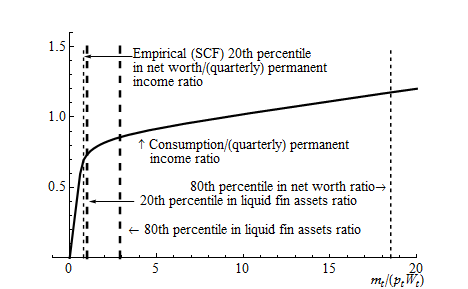 1.5
Empirical (SCF) 20th percentile
in net worth/(quarterly) permanent
income ratio
1.0
↑ Consumption/(quarterly) permanent
income ratio
0.5
80th percentile in net worth ratio→
20th percentile in liquid fin assets ratio
← 80th percentile in liquid fin assets ratio
0 5 10 15 20
mₜ/(pₜWₜ)